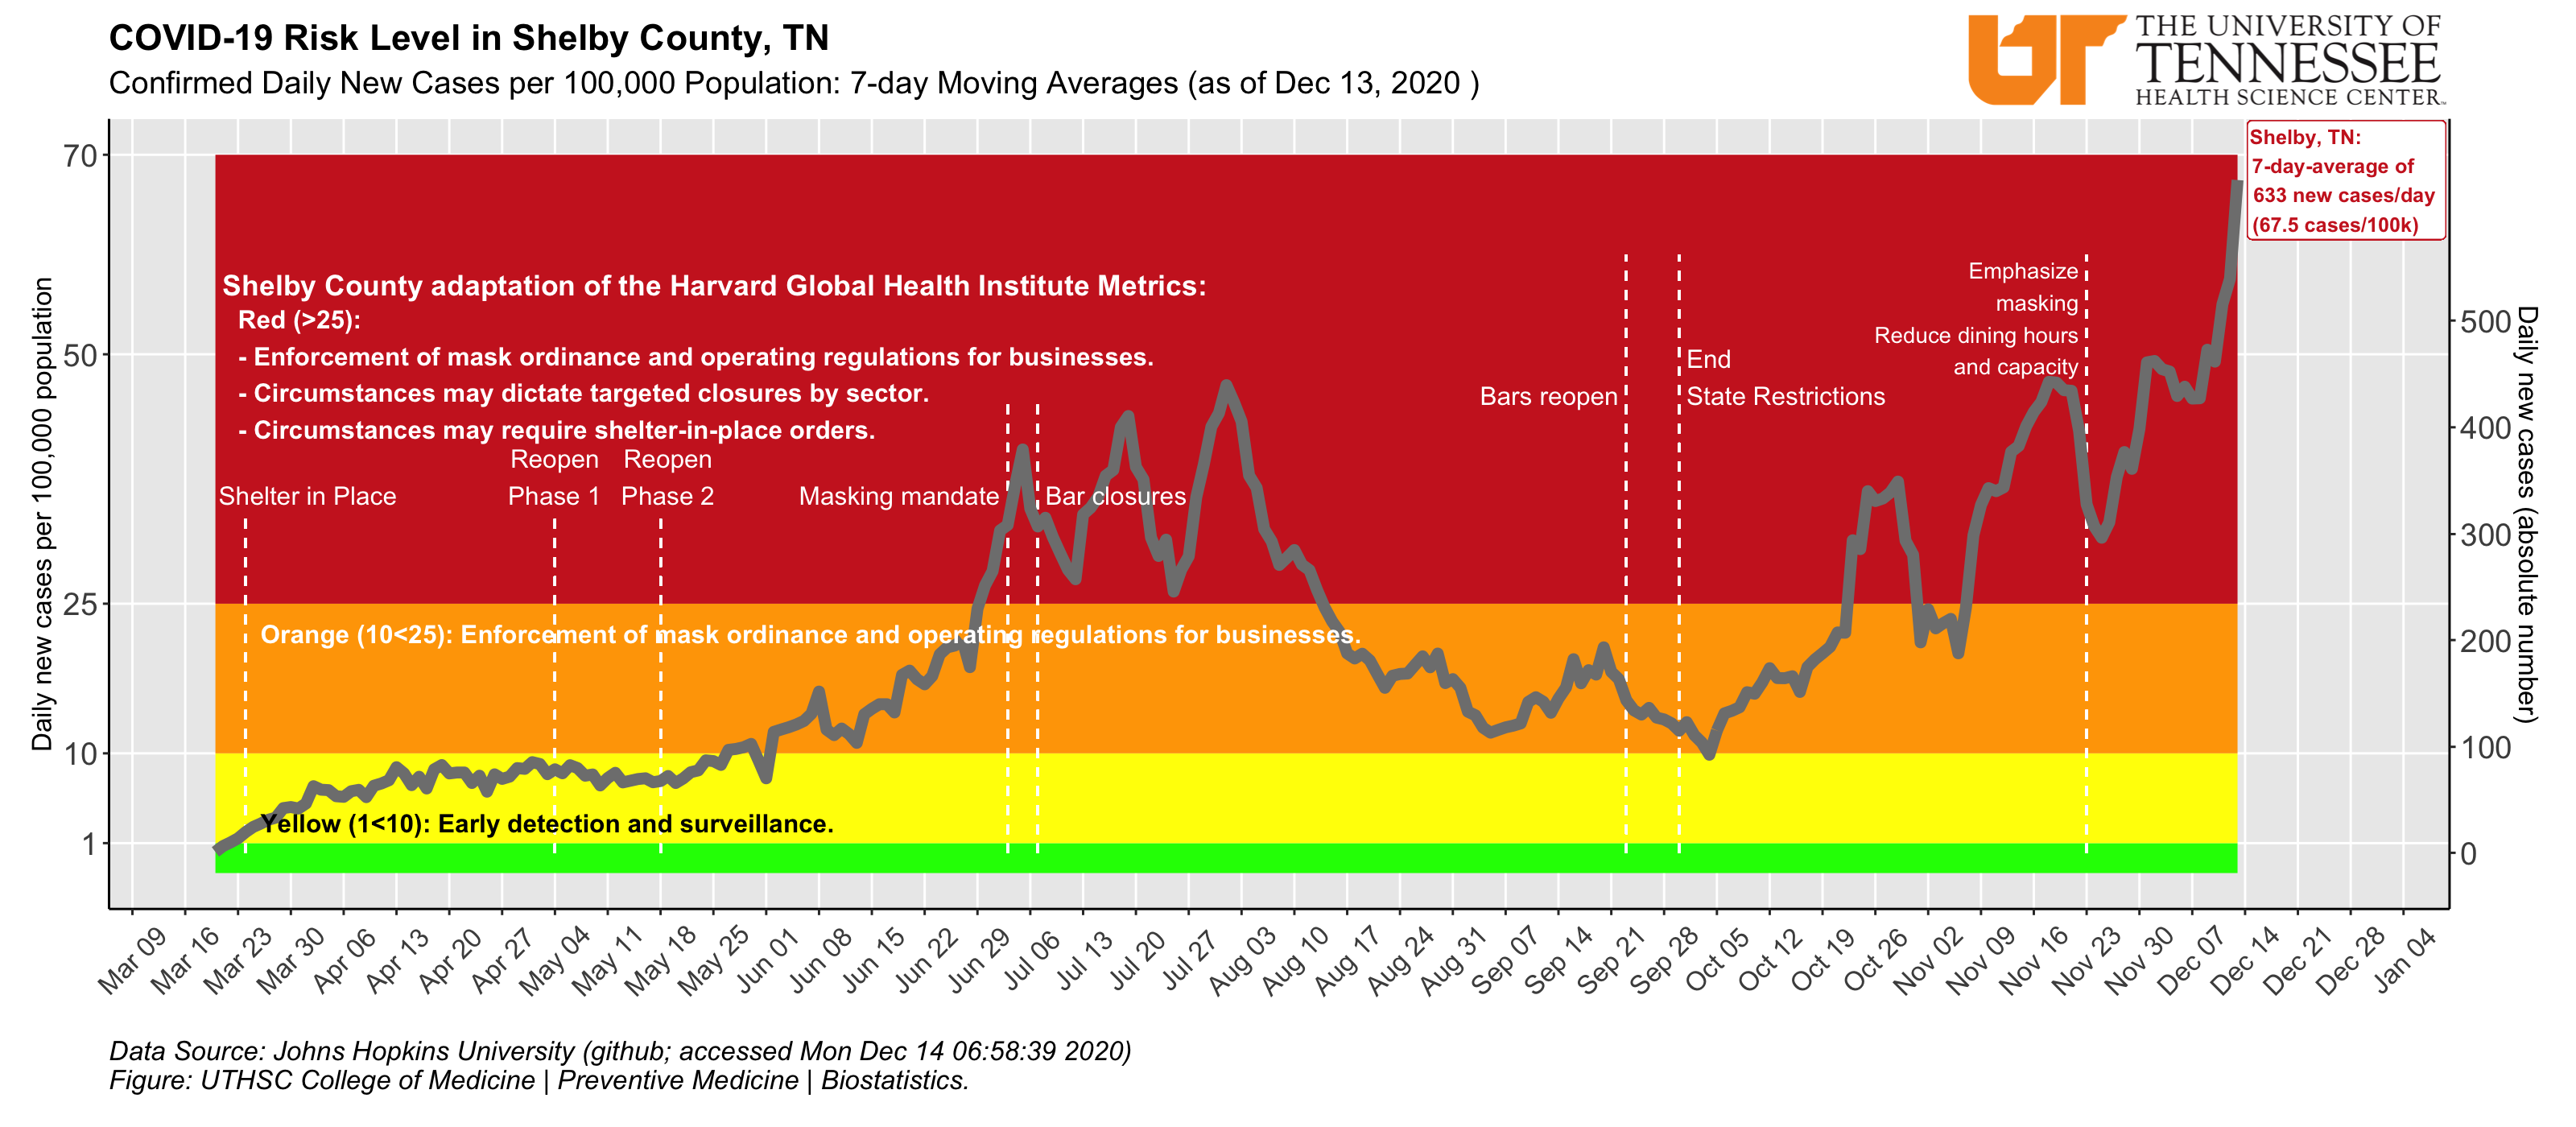 COVID-19 Risk Level in Shelby County, TN
Confirmed Daily New Cases per 100,000 Population: 7-day Moving Averages (as of Dec 13, 2020 )
UT
THE UNIVERSITY OF
TENNESSEE
HEALTH SCIENCE CENTER™
Shelby, TN:
7-day-average of
633 new cases/day
(67.5 cases/100k)
Daily new cases per 100,000 population
70
50
25
10
1
Shelby County adaptation of the Harvard Global Health Institute Metrics:
Red (>25):
- Enforcement of mask ordinance and operating regulations for businesses.
- Circumstances may dictate targeted closures by sector.
- Circumstances may require shelter-in-place orders.
Shelter in Place
Reopen
Phase 1
Reopen
Phase 2
Masking mandate
Bar closures
Bars reopen
End
State Restrictions
Emphasize
masking
Reduce dining hours
and capacity
Orange (10<25): Enforcement of mask ordinance and operating regulations for businesses.
Yellow (1<10): Early detection and surveillance.
500
400
300
200
100
0
Daily new cases (absolute number)
Mar 09
Mar 16
Mar 23
Mar 30
Apr 06
Apr 13
Apr 20
Apr 27
May 04
May 11
May 18
May 25
Jun 01
Jun 08
Jun 15
Jun 22
Jun 29
Jul 06
Jul 13
Jul 20
Jul 27
Aug 03
Aug 10
Aug 17
Aug 24
Aug 31
Sep 07
Sep 14
Sep 21
Sep 28
Oct 05
Oct 12
Oct 19
Oct 26
Nov 02
Nov 09
Nov 16
Nov 23
Nov 30
Dec 07
Dec 14
Dec 21
Dec 28
Jan 04
Data Source: Johns Hopkins University (github; accessed Mon Dec 14 06:58:39 2020)
Figure: UTHSC College of Medicine | Preventive Medicine | Biostatistics.